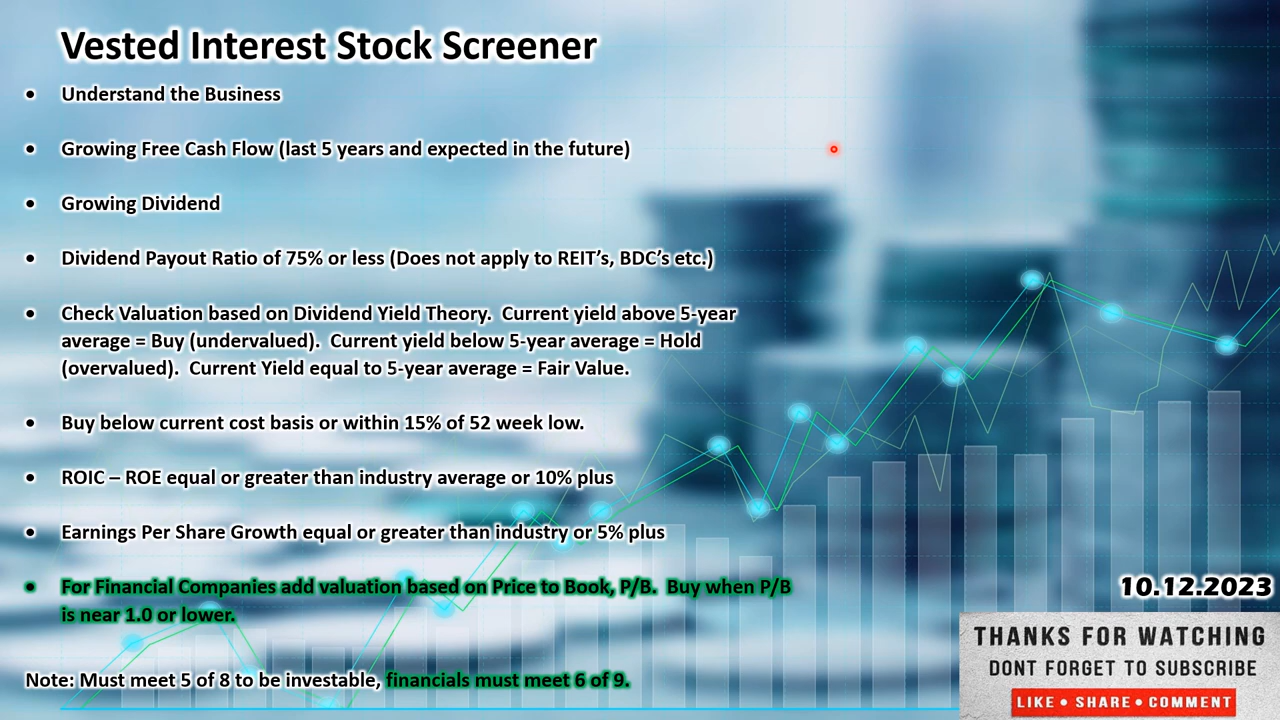 Vested Interest Stock Screener
• Understand the Business
• Growing Free Cash Flow (last 5 years and expected in the future)
• Growing Dividend
• Dividend Payout Ratio of 75% or less (Does not apply to REIT’s, BDC’s etc.)
• Check Valuation based on Dividend Yield Theory.  Current yield above 5-year
average = Buy (undervalued).  Current yield below 5-year average = Hold
(overvalued).  Current Yield equal to 5-year average = Fair Value.
• Buy below current cost basis or within 15% of 52 week low.
• ROIC – ROE equal or greater than industry average or 10% plus
• Earnings Per Share Growth equal or greater than industry or 5% plus
• For Financial Companies add valuation based on Price to Book, P/B.  Buy when P/B
is near 1.0 or lower.
Note: Must meet 5 of 8 to be investable, financials must meet 6 of 9.
10.12.2023
THANKS FOR WATCHING
DONT FORGET TO SUBSCRIBE
LIKE • SHARE • COMMENT